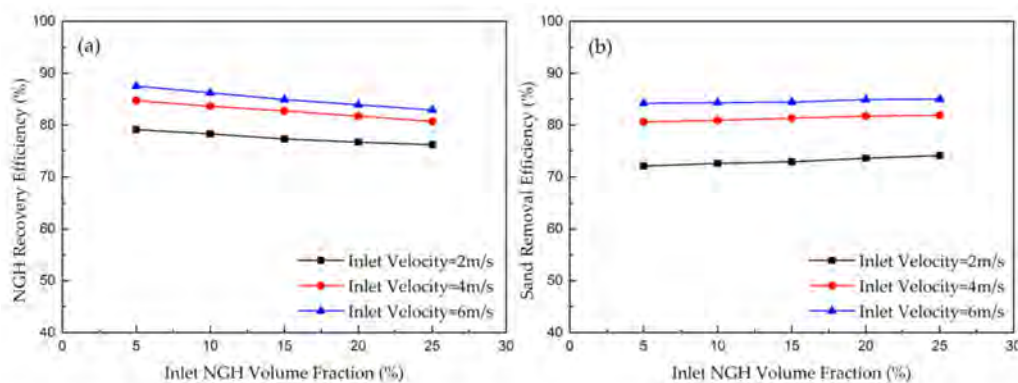 (a)
NGH Recovery Efficiency (%)
100
90
80
70
60
50
40
0 5 10 15 20 25 30
Inlet NGH Volume Fraction (%)
Inlet Velocity=2m/s
Inlet Velocity=4m/s
Inlet Velocity=6m/s
(b)
Sand Removal Efficiency (%)
100
90
80
70
60
50
40
0 5 10 15 20 25 30
Inlet NGH Volume Fraction (%)
Inlet Velocity=2m/s
Inlet Velocity=4m/s
Inlet Velocity=6m/s